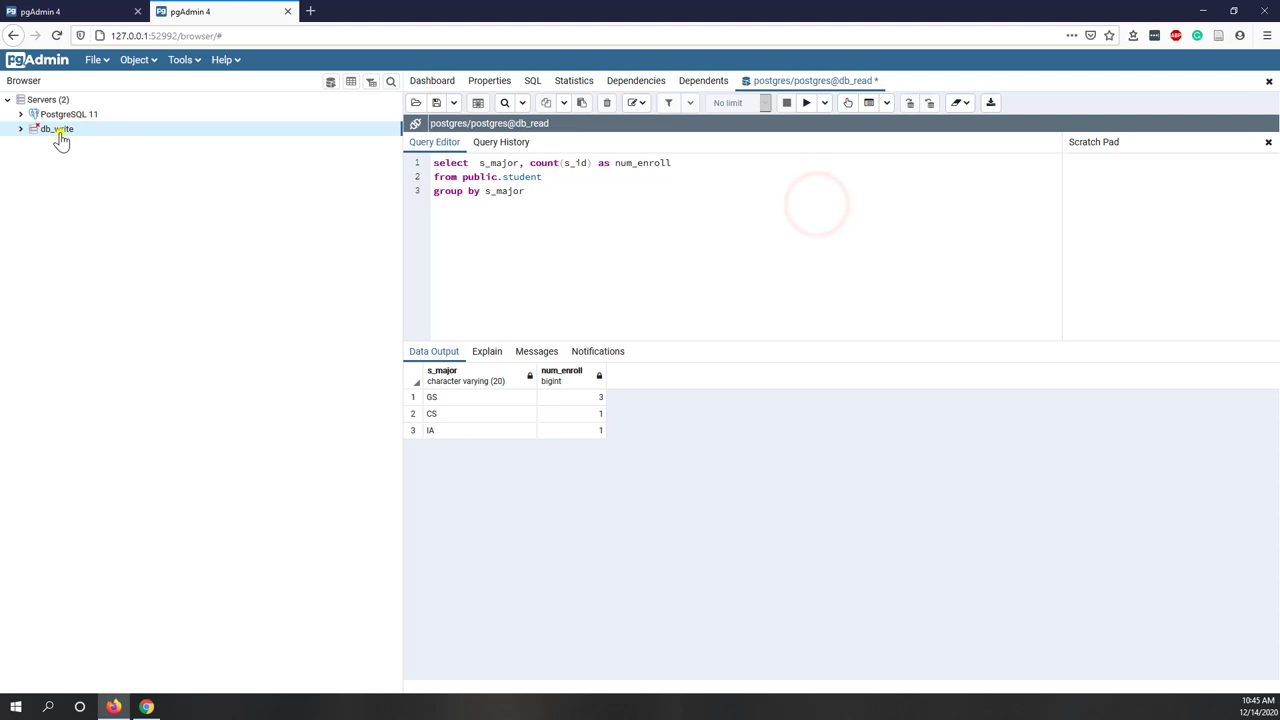 pgAdmin 4
pgAdmin 4
127.0.0.1:52992/browser/#
ABP
pgAdmin File Object Tools Help
Browser
Dashboard Properties SQL Statistics Dependencies Dependents postgres/postgres@db_read *
Servers (2)
PostgreSQL 11
db_write
No limit
postgres/postgres@db_read
Query Editor Query History
Scratch Pad
1 select s_major, count(s_id) as num_enroll
2 from public.student
3 group by s_major
Data Output Explain Messages Notifications
s_major num_enroll
character varying (20) bigint
1 GS 3
2 CS 1
3 IA 1
10:45 AM
12/14/2020